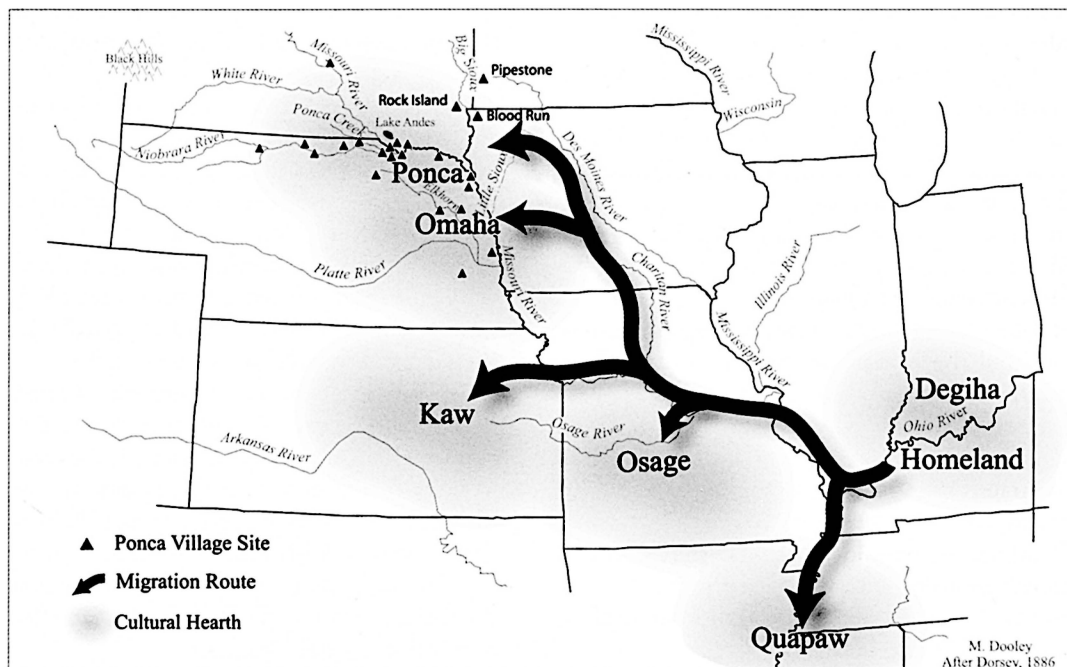 Black Hills
Missouri River
Big Sioux
Mississippi River
Pipestone
White River
Rock Island
Blood Run
Wisconsin
Ponca Creek
Lake Andes
Niobrara River
Des Moines River
Ponca
Elkhorn
Little Sioux
Omaha
Platte River
Missouri River
Charitan River
Illinois River
Mississippi River
Degiha
Kaw
Ohio River
Osage River
Homeland
Arkansas River
Osage
Ponca Village Site
Migration Route
Cultural Hearth
Quapaw
M. Dooley
After Dorsey, 1886